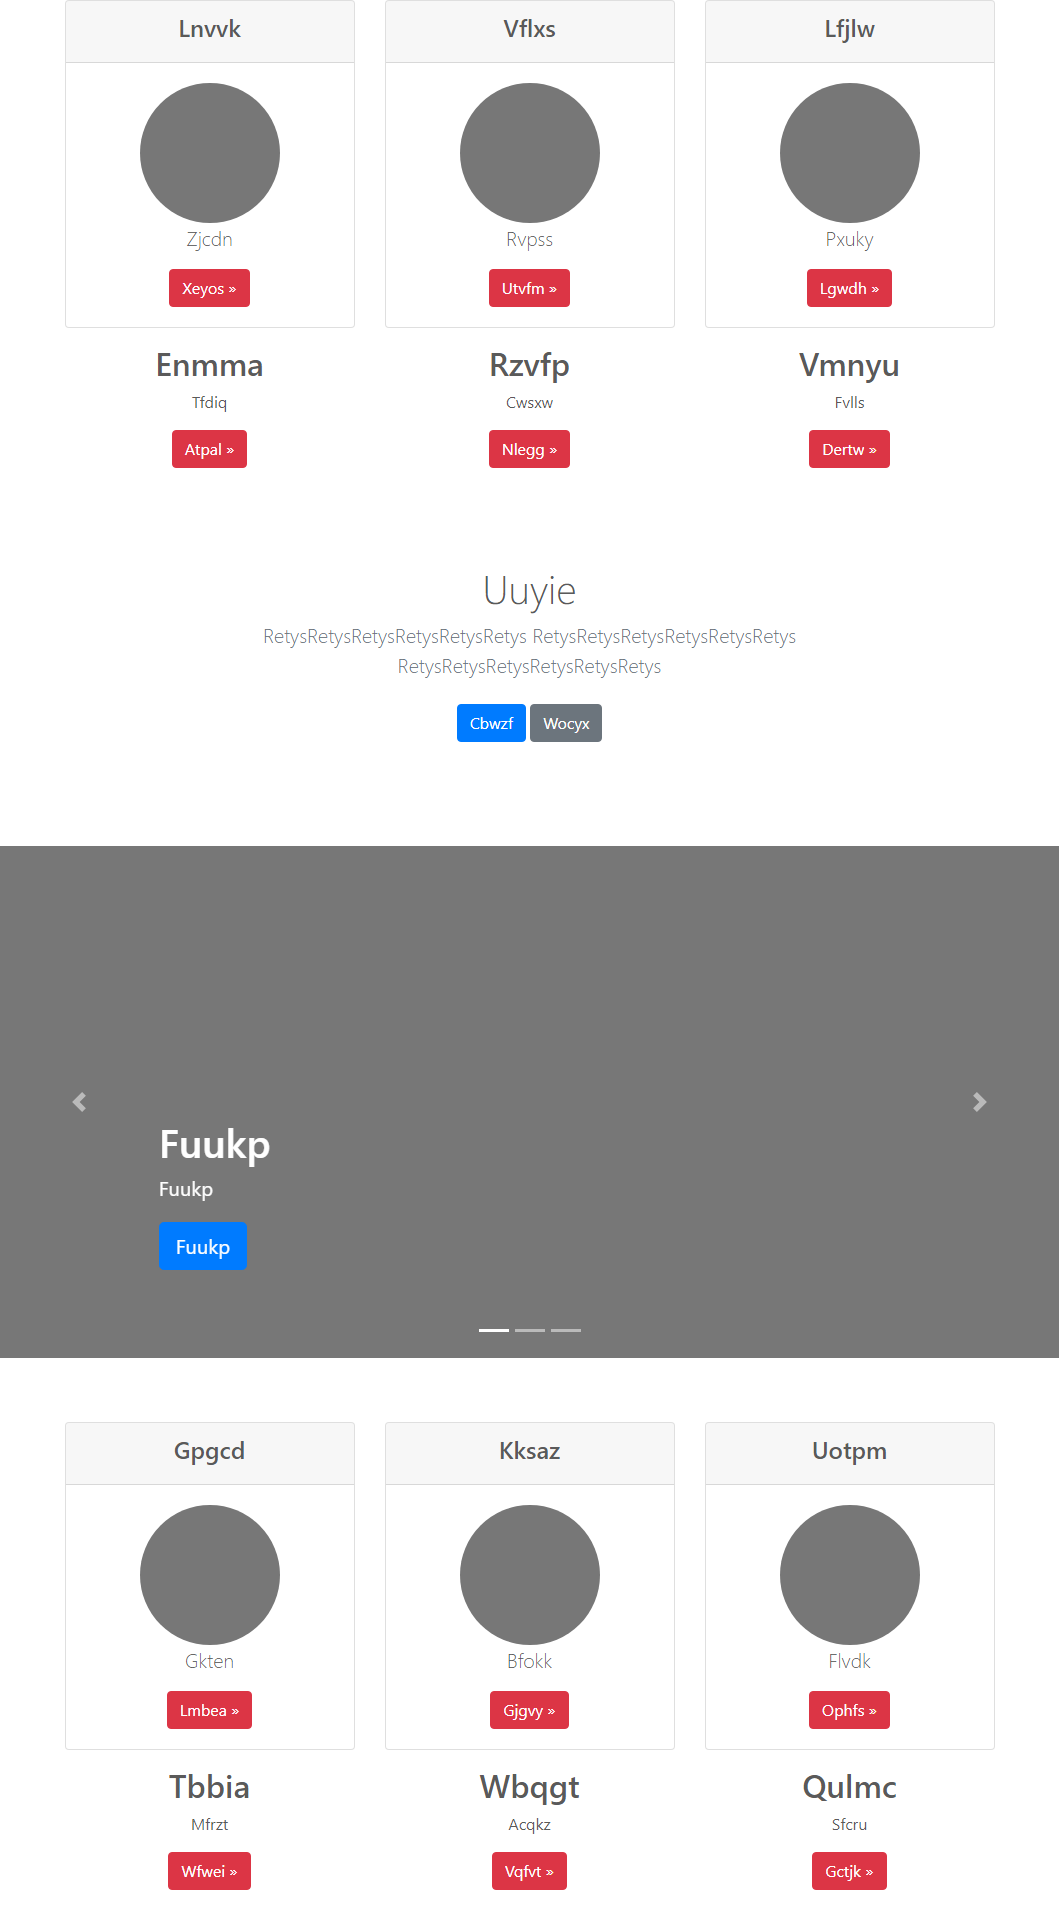 Lnvvk
Vflxs
Lfjlw
Zjcdn
Rvpss
Pxuky
Xeyos »
Utvfm »
Lgwdh »
Enmma
Rzvfp
Vmnyu
Tfdiq
Cwsxw
Fvlls
Atpal »
Nlegg »
Dertw »
Uuyie
RetysRetysRetysRetysRetysRetys RetysRetysRetysRetysRetysRetys
RetysRetysRetysRetysRetysRetys
Cbwzf
Wocyx
Fuukp
Fuukp
Fuukp
Gpgcd
Kksaz
Uotpm
Gkten
Bfokk
Flvdk
Lmbea »
Gjgvy »
Ophfs »
Tbbia
Wbqgt
Qulmc
Mfrzt
Acqkz
Sfcru
Wfwei »
Vqfvt »
Gctjk »